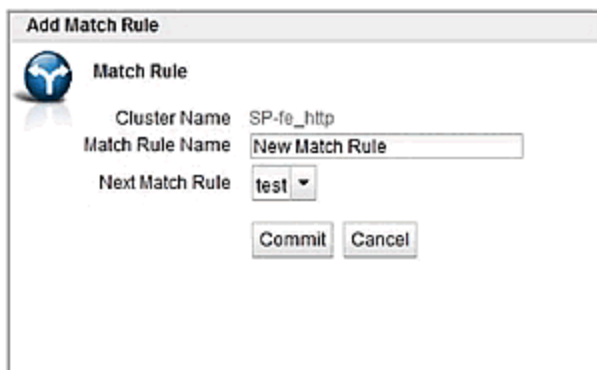 Add Match Rule
Match Rule
Cluster Name SP-fe_http
Match Rule Name New Match Rule
Next Match Rule test
Commit Cancel